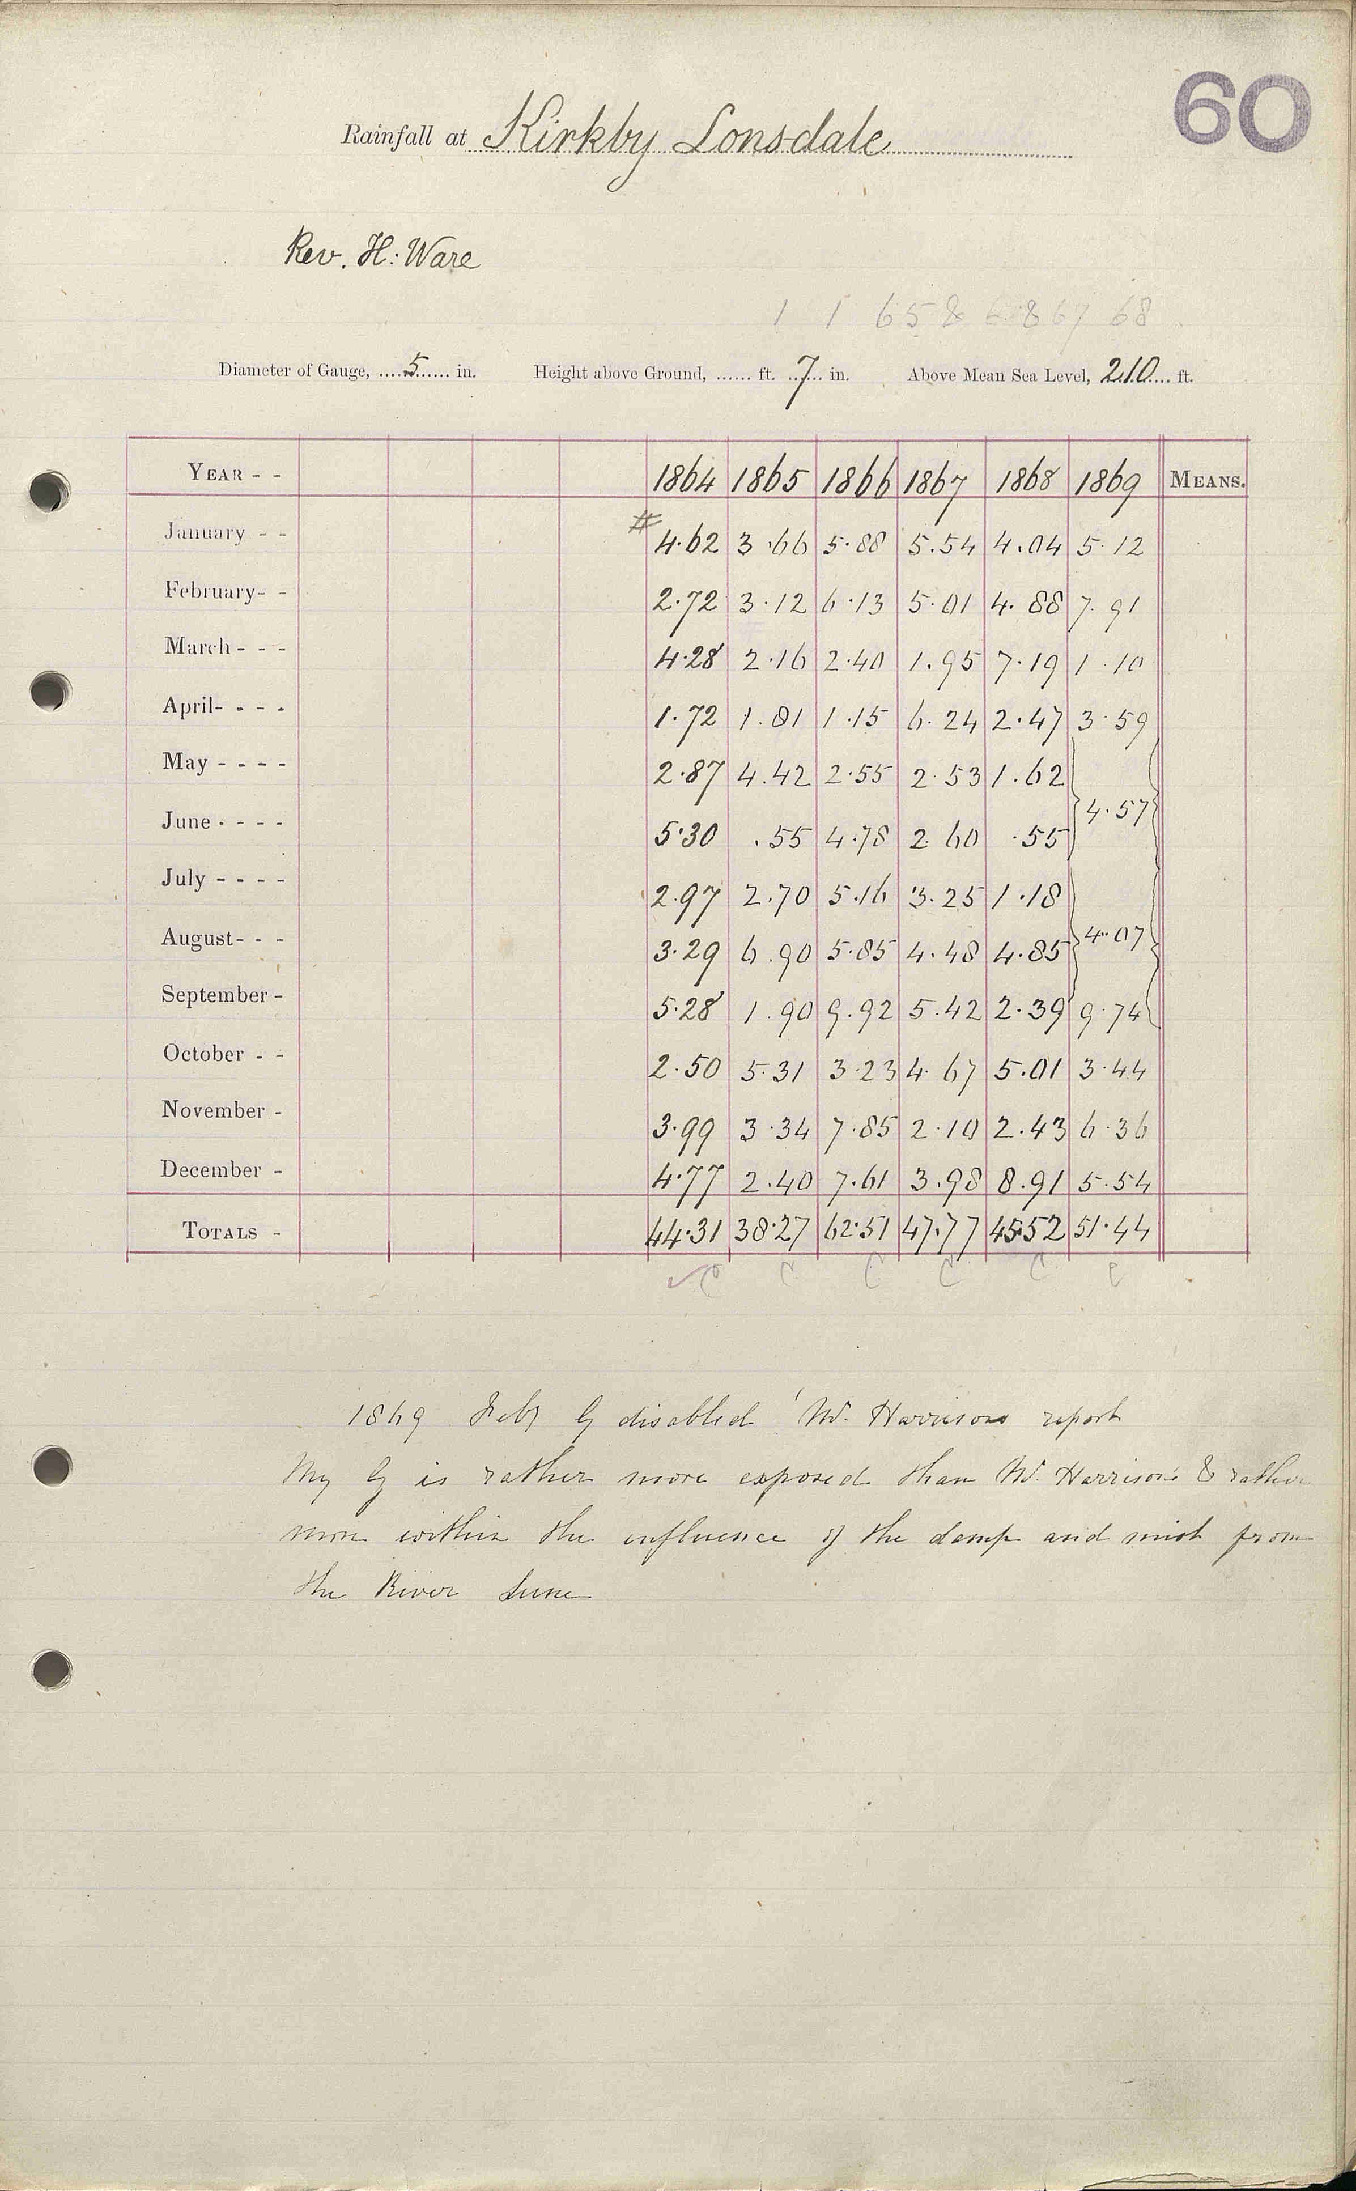 60
Rainfall at Kirkby Lonsdale
Rev. H. Ware
Diameter of Gauge, 5 in. Height above Ground, ...... ft. 7 in. Above Mean Sea Level, 210 ft.
YEAR - - 1864 1865 1866 1867 1868 1869 MEANS.
January - - # 4.62 3.66 5.88 5.54 4.04 5.12
February- - 2.72 3.12 6.13 5.01 4.88 7.91
March - - - 4.28 2.16 2.40 1.95 7.19 1.10
April- - - - 1.72 1.81 1.15 6.24 2.47 3.59
May - - - - 2.87 4.42 2.55 2.53 1.62
June - - - - 5.30 .55 4.78 2.60 .55 4.57
July - - - - 2.97 2.70 5.16 3.25 1.18
August- - - 3.29 6.90 5.85 4.48 4.85 4.07
September - 5.28 1.90 9.92 5.42 2.39 9.74
October - - 2.50 5.31 3.23 4.67 5.01 3.44
November - 3.99 3.34 7.85 2.10 2.43 6.36
December - 4.77 2.40 7.61 3.98 8.91 5.54
TOTALS - 44.31 38.27 62.51 47.77 45.52 51.44
1869 Feby G disabled Mr. Harrisons report
My G is rather more exposed than Mr. Harrison's & rather
more within the influence of the damp and mist from
the River Lune